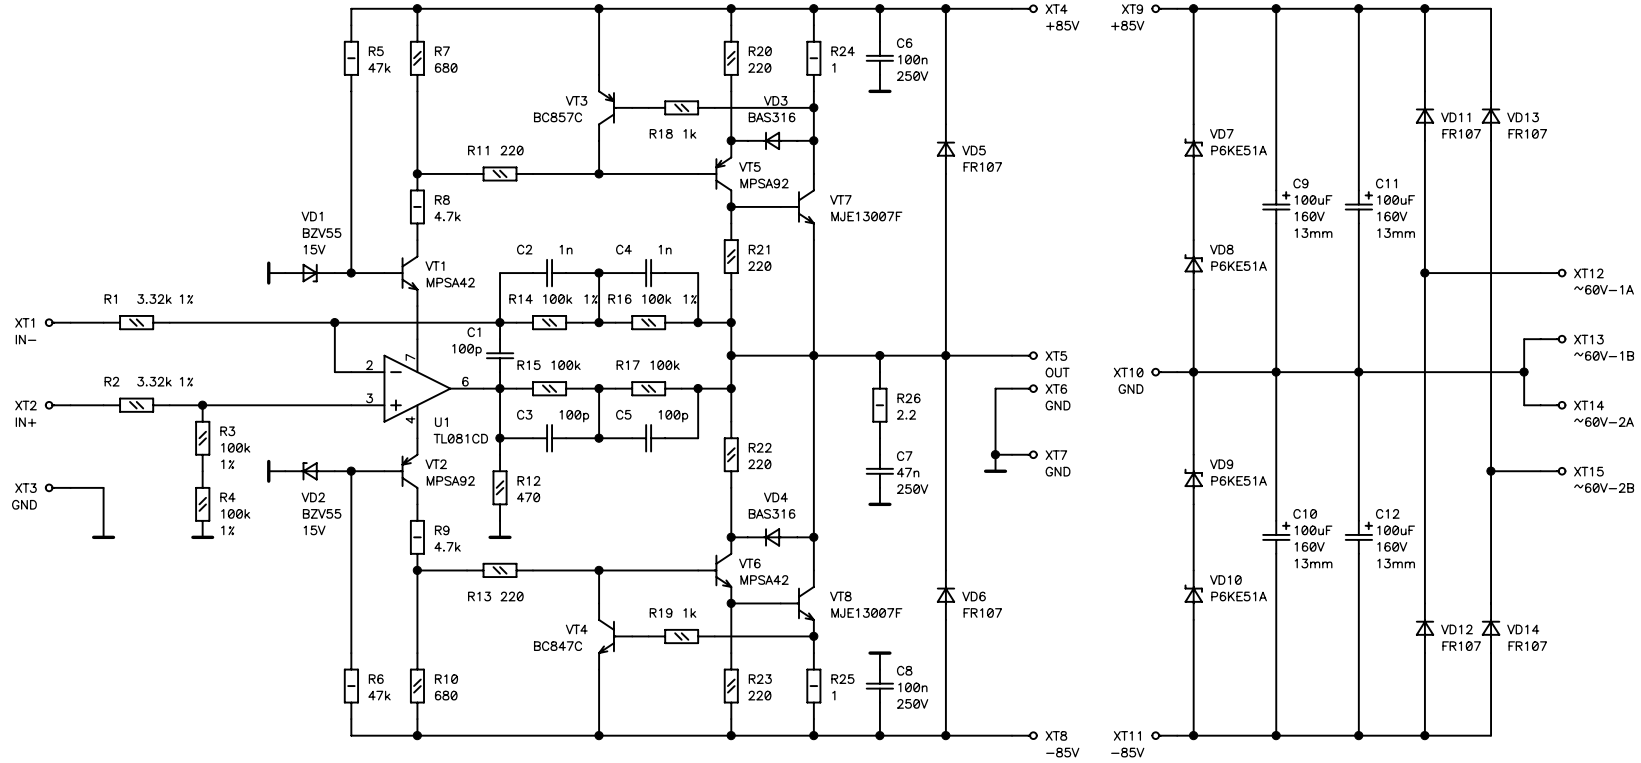 XT4
+85V
XT9
+85V
R5
47k
R7
680
R20
220
R24
1
C6
100n
250V
VT3
BC857C
R18 1k
VD3
BAS316
R11 220
VT5
MPSA92
VD5
FR107
VD7
P6KE51A
VD11
FR107
VD13
FR107
R8
4.7k
VT7
MJE13007F
C9
+
100uF
160V
13mm
C11
+
100uF
160V
13mm
VD1
BZV55
15V
VT1
MPSA42
C2 1n
C4 1n
R21
220
VD8
P6KE51A
XT12
~60V-1A
R1 3.32k 1%
R14 100k 1%
R16 100k 1%
XT1
IN-
C1
100p
XT13
~60V-1B
7
2
6
3
4
U1
TL081CD
R15 100k
R17 100k
XT5
OUT
XT6
GND
XT10
GND
R2 3.32k 1%
XT2
IN+
R3
100k
1%
C3 100p
C5 100p
R26
2.2
XT14
~60V-2A
R22
220
C7
47n
250V
XT7
GND
VD9
P6KE51A
XT15
~60V-2B
VT2
MPSA92
R12
470
XT3
GND
R4
100k
1%
VD2
BZV55
15V
VD4
BAS316
C10
+
100uF
160V
13mm
C12
+
100uF
160V
13mm
R9
4.7k
VT6
MPSA42
R13 220
VT8
MJE13007F
VD6
FR107
VD10
P6KE51A
VT4
BC847C
R19 1k
VD12
FR107
VD14
FR107
R6
47k
R10
680
R23
220
R25
1
C8
100n
250V
XT8
-85V
XT11
-85V